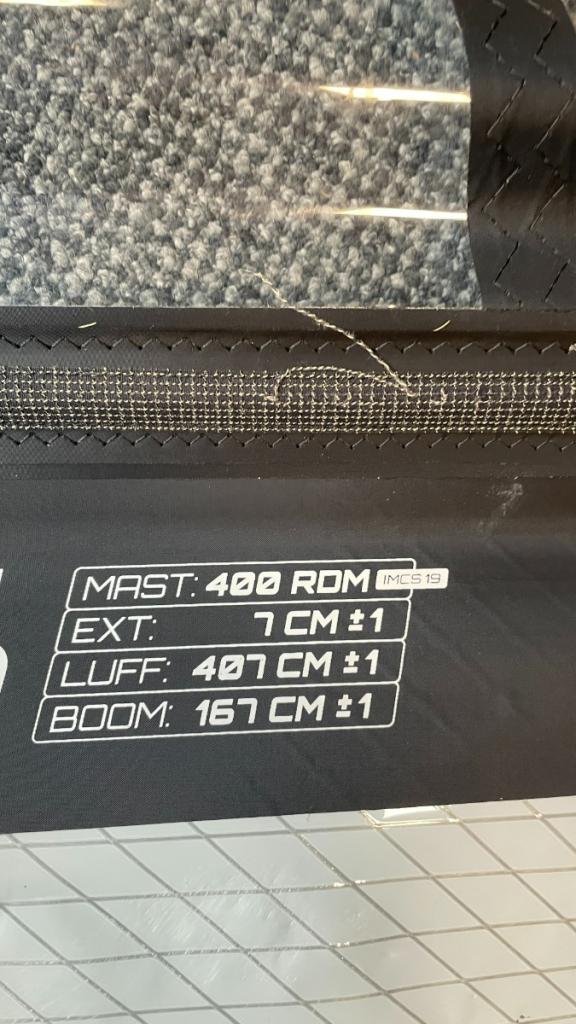 MAST: 400 RDM IMCS 19
EXT: 7 CM ±1
LUFF: 407 CM ±1
BOOM: 167 CM ±1